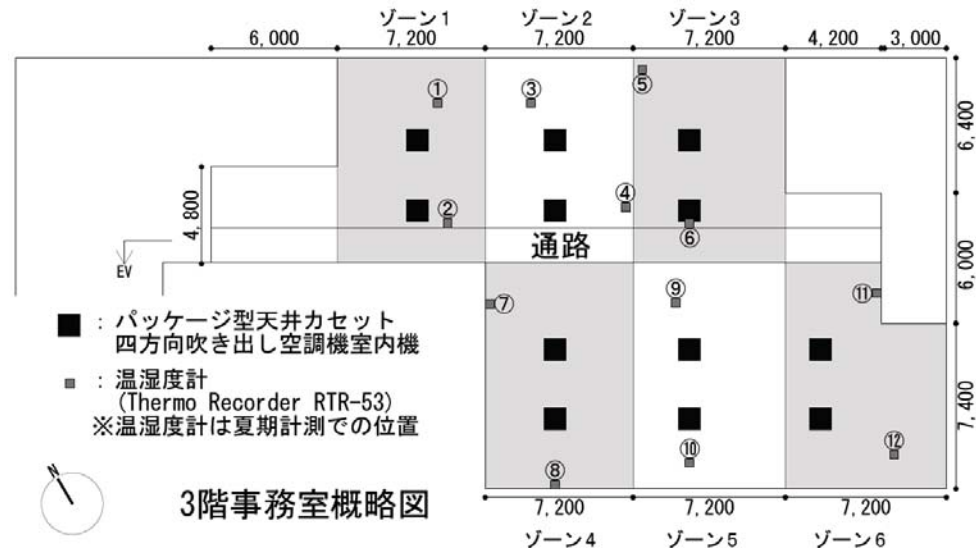 ゾーン1
ゾーン2
ゾーン3
6,000
7,200
7,200
7,200
4,200
3,000
①
③
⑤
6,400
②
④
⑥
4,800
通路
EV
6,000
⑦
⑨
⑪
■ : パッケージ型天井カセット
四方向吹き出し空調機室内機
■ : 温湿度計
(Thermo Recorder RTR-53)
※温湿度計は夏期計測での位置
7,400
⑧
⑩
⑫
N
3階事務室概略図
7,200
7,200
7,200
ゾーン4
ゾーン5
ゾーン6